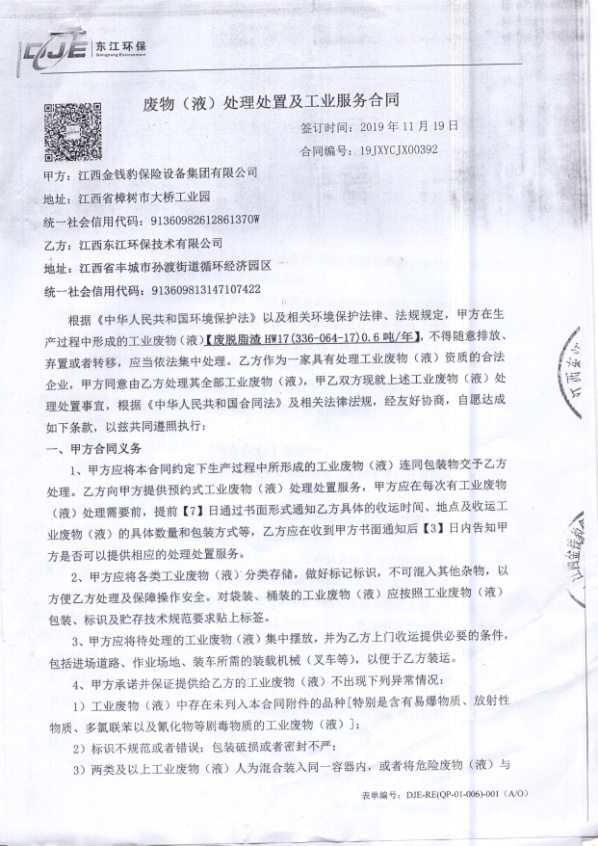 DJE 东江环保
Dongjiang Environment
废物（液）处理处置及工业服务合同
签订时间：2019 年 11 月 19 日
合同编号：19JXYCJX00392
甲方：江西金钱豹保险设备集团有限公司
地址：江西省樟树市大桥工业园
统一社会信用代码：91360982612861370W
乙方：江西东江环保技术有限公司
地址：江西省丰城市孙渡街道循环经济园区
统一社会信用代码：913609813147107422
根据《中华人民共和国环境保护法》以及相关环境保护法律、法规规定，甲方在生
产过程中形成的工业废物（液）【废脱脂渣 HW17(336-064-17)0.6 吨/年】，不得随意排放、
弃置或者转移，应当依法集中处理。乙方作为一家具有处理工业废物（液）资质的合法
企业，甲方同意由乙方处理其全部工业废物（液），甲乙双方现就上述工业废物（液）处
理处置事宜，根据《中华人民共和国合同法》及相关法律法规，经友好协商，自愿达成
如下条款，以兹共同遵照执行：
一、甲方合同义务
1、甲方应将本合同约定下生产过程中所形成的工业废物（液）连同包装物交予乙方
处理。乙方向甲方提供预约式工业废物（液）处理处置服务，甲方应在每次有工业废物
（液）处理需要前，提前【7】日通过书面形式通知乙方具体的收运时间、地点及收运工
业废物（液）的具体数量和包装方式等，乙方应在收到甲方书面通知后【3】日内告知甲
方是否可以提供相应的处理处置服务。
2、甲方应将各类工业废物（液）分类存储，做好标记标识，不可混入其他杂物，以
方便乙方处理及保障操作安全。对袋装、桶装的工业废物（液）应按照工业废物（液）
包装、标识及贮存技术规范要求贴上标签。
3、甲方应将待处理的工业废物（液）集中摆放，并为乙方上门收运提供必要的条件，
包括进场道路、作业场地、装车所需的装载机械（叉车等），以便于乙方装运。
4、甲方承诺并保证提供给乙方的工业废物（液）不出现下列异常情况：
1）工业废物（液）中存在未列入本合同附件的品种[特别是含有易爆物质、放射性
物质、多氯联苯以及氰化物等剧毒物质的工业废物（液）]；
2）标识不规范或者错误；包装破损或者密封不严；
3）两类及以上工业废物（液）人为混合装入同一容器内，或者将危险废物（液）与
表单编号：DJE-RE(QP-01-006)-001（A/O）